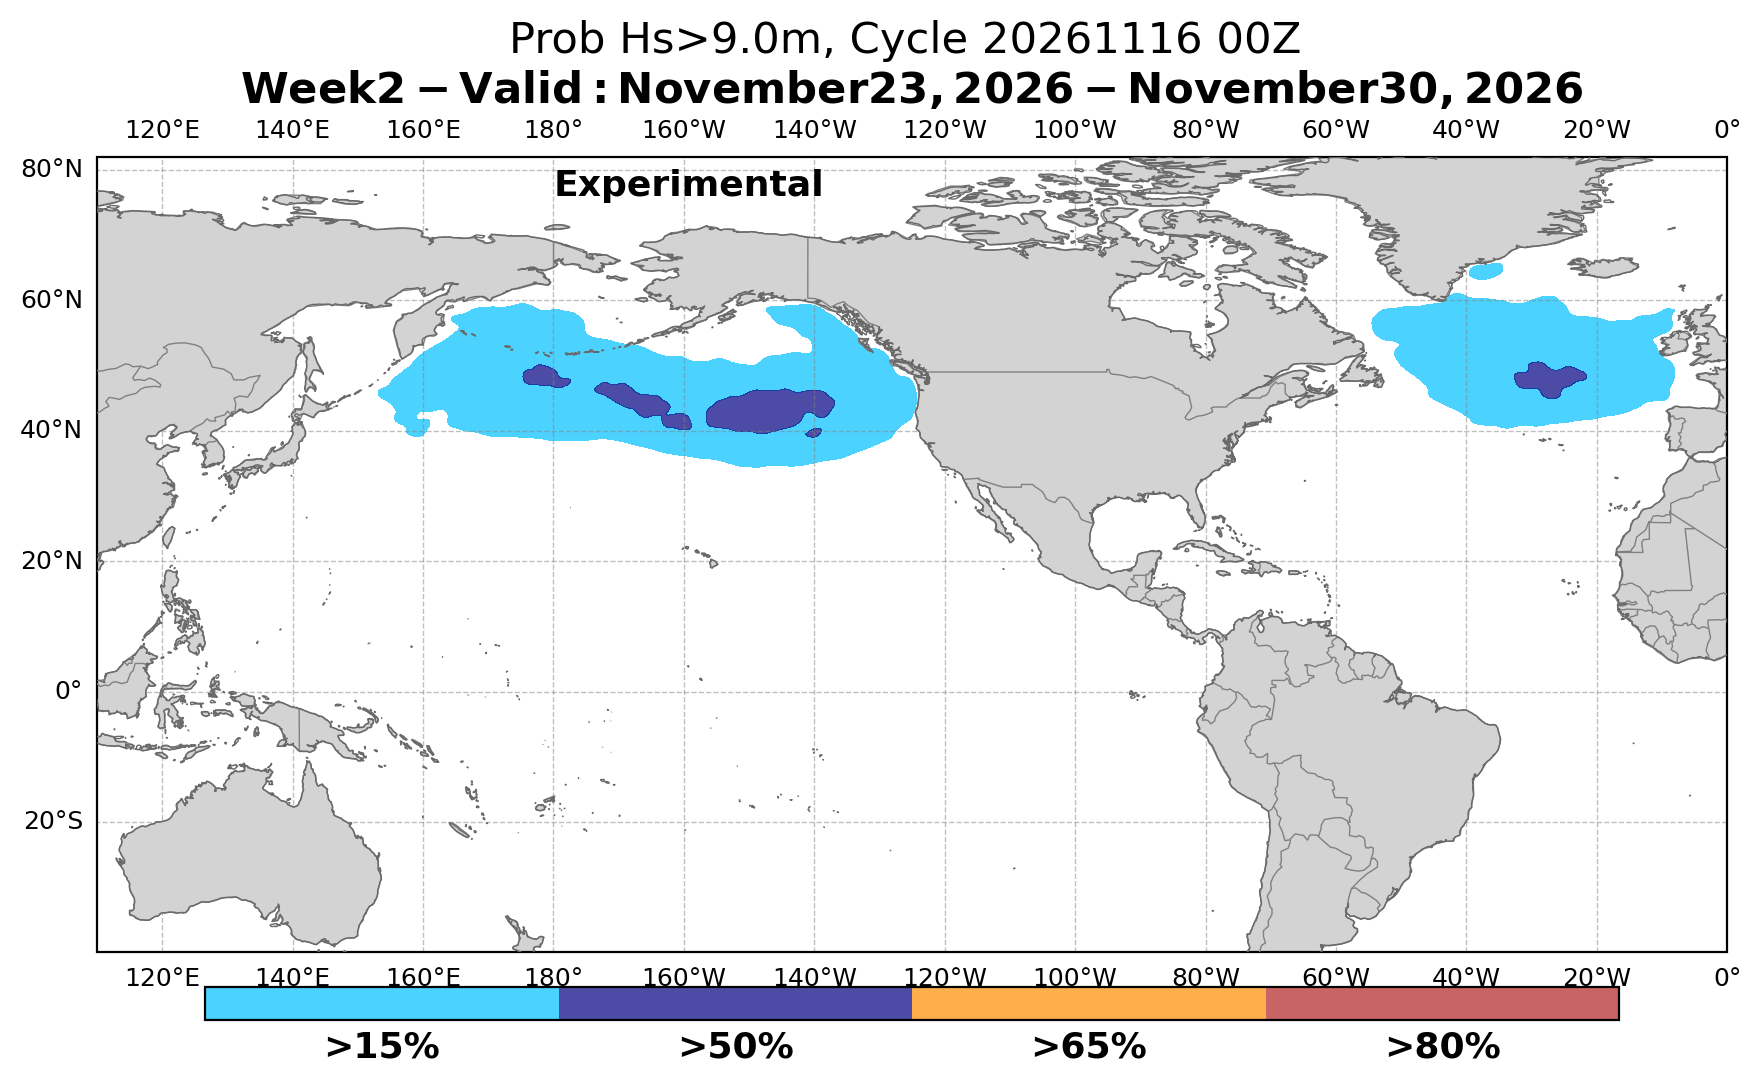 Prob Hs>9.0m, Cycle 20261116 00Z
Week2 − Valid : November23, 2026 − November30, 2026
120°E 140°E 160°E 180° 160°W 140°W 120°W 100°W 80°W 60°W 40°W 20°W 0°
80°N
Experimental
60°N
40°N
20°N
0°
20°S
120°E 140°E 160°E 180° 160°W 140°W 120°W 100°W 80°W 60°W 40°W 20°W 0°
>15% >50% >65% >80%